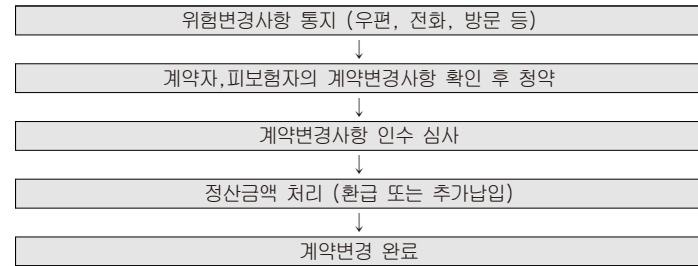 위험변경사항 통지 (우편, 전화, 방문 등)
↓
계약자,피보험자의 계약변경사항 확인 후 청약
↓
계약변경사항 인수 심사
↓
정산금액 처리 (환급 또는 추가납입)
↓
계약변경 완료